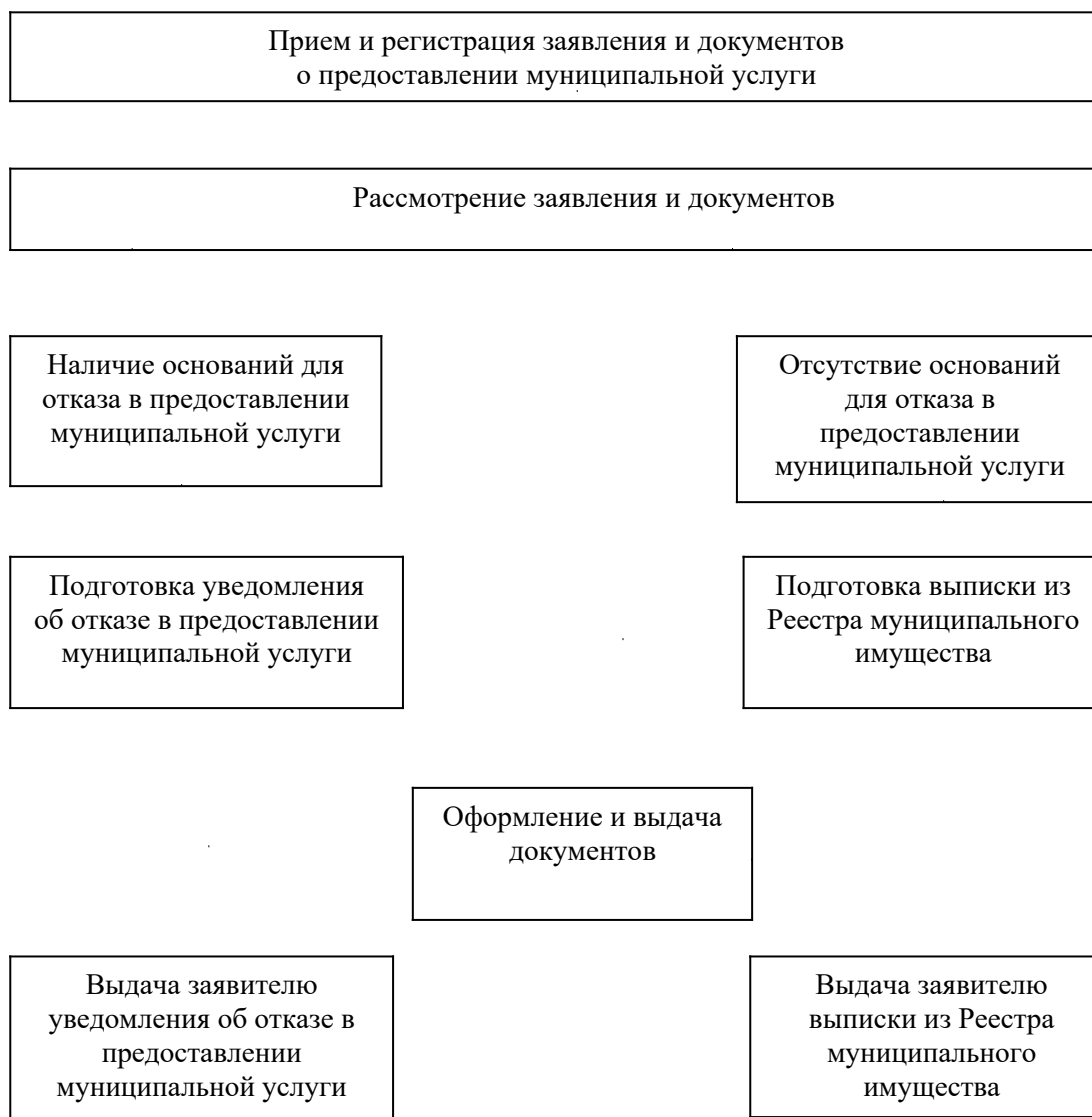 Прием и регистрация заявления и документов
о предоставлении муниципальной услуги
Рассмотрение заявления и документов
Наличие оснований для
отказа в предоставлении
муниципальной услуги
Отсутствие оснований
для отказа в
предоставлении
муниципальной услуги
Подготовка уведомления
об отказе в предоставлении
муниципальной услуги
Подготовка выписки из
Реестра муниципального
имущества
Оформление и выдача
документов
Выдача заявителю
уведомления об отказе в
предоставлении
муниципальной услуги
Выдача заявителю
выписки из Реестра
муниципального
имущества